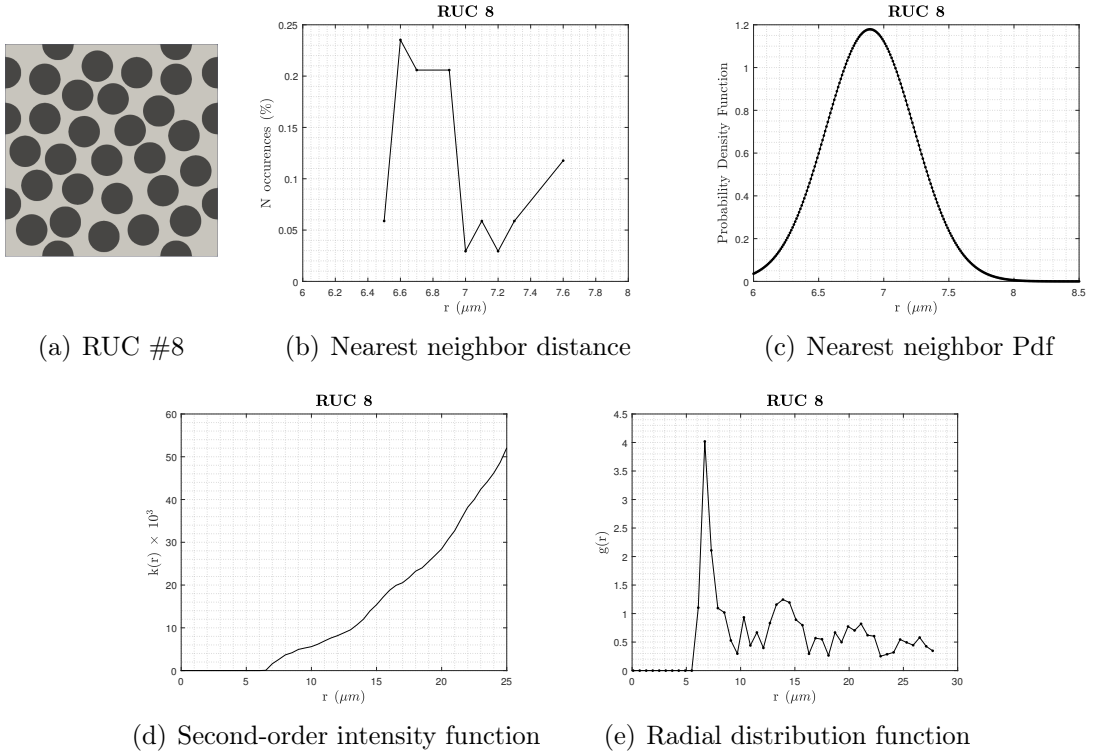 RUC 8
0.25
0.2
0.15
0.1
0.05
0
N occurences (%)
6 6.2 6.4 6.6 6.8 7 7.2 7.4 7.6 7.8 8
r (μm)
RUC 8
1.2
1
0.8
0.6
0.4
0.2
0
Probability Density Function
6 6.5 7 7.5 8 8.5
r (μm)
(a) RUC #8
(b) Nearest neighbor distance
(c) Nearest neighbor Pdf
RUC 8
60
50
40
30
20
10
0
k(r) × 10³
0 5 10 15 20 25
r (μm)
RUC 8
4.5
4
3.5
3
2.5
2
1.5
1
0.5
0
g(r)
0 5 10 15 20 25 30
r (μm)
(d) Second-order intensity function
(e) Radial distribution function